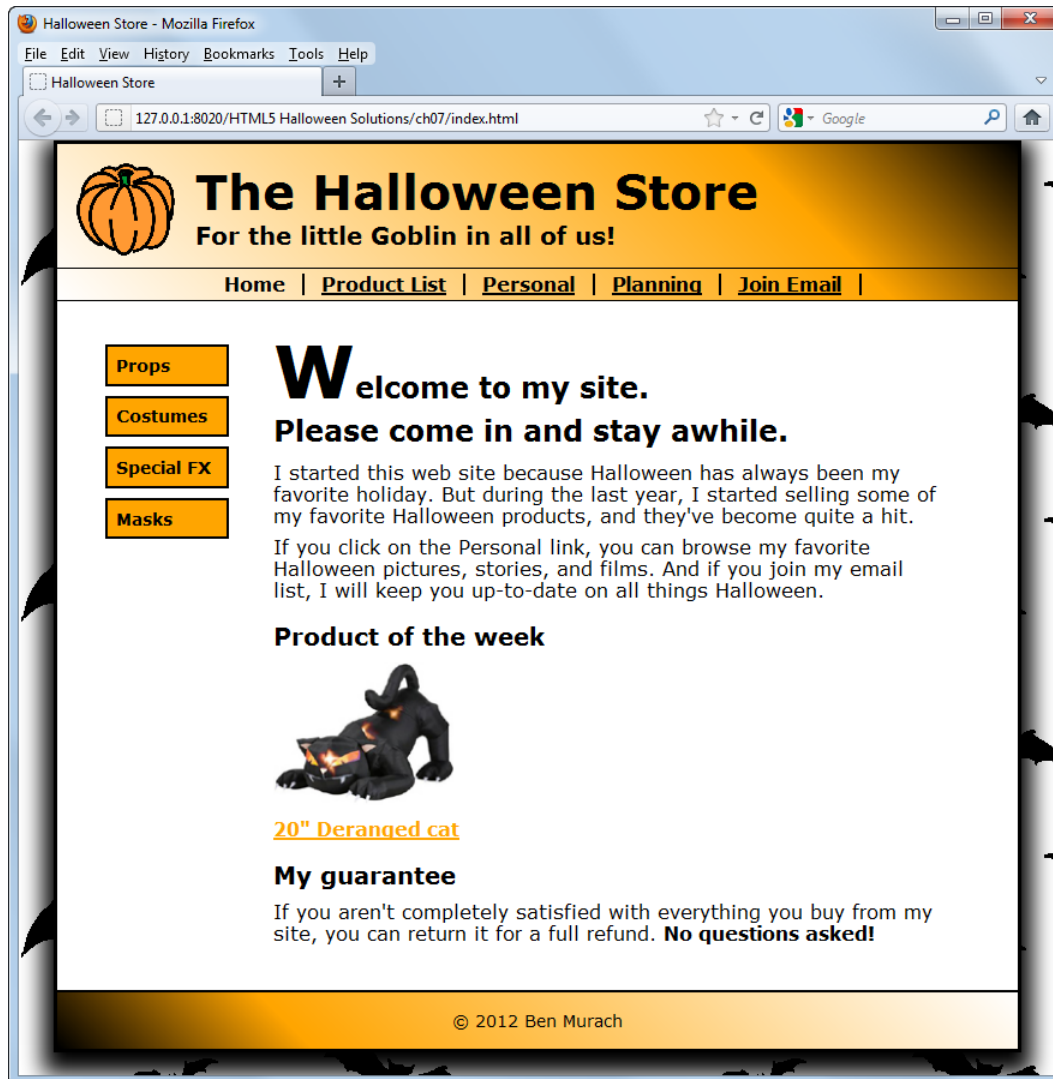 Halloween Store - Mozilla Firefox
File Edit View History Bookmarks Tools Help
Halloween Store
127.0.0.1:8020/HTML5 Halloween Solutions/ch07/index.html
Google
The Halloween Store
For the little Goblin in all of us!
Home | Product List | Personal | Planning | Join Email |
Props
Costumes
Special FX
Masks
Welcome to my site.
Please come in and stay awhile.
I started this web site because Halloween has always been my
favorite holiday. But during the last year, I started selling some of
my favorite Halloween products, and they've become quite a hit.
If you click on the Personal link, you can browse my favorite
Halloween pictures, stories, and films. And if you join my email
list, I will keep you up-to-date on all things Halloween.
Product of the week
20" Deranged cat
My guarantee
If you aren't completely satisfied with everything you buy from my
site, you can return it for a full refund. No questions asked!
© 2012 Ben Murach